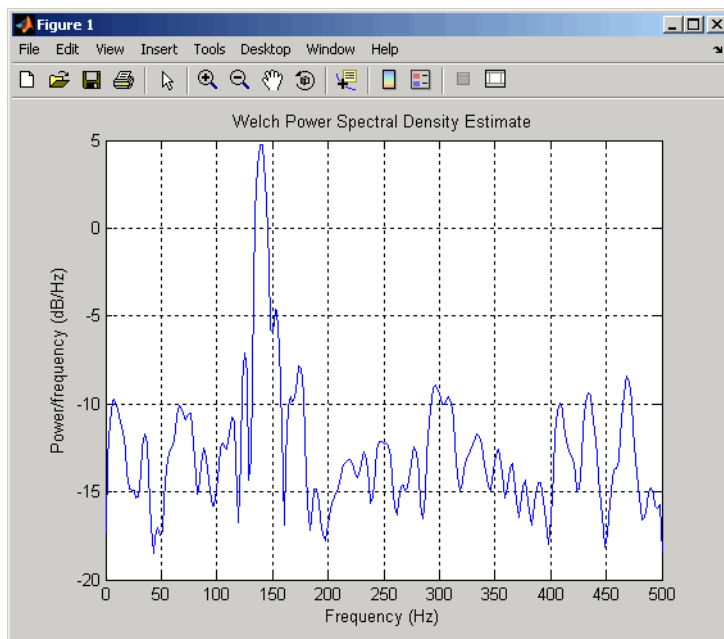 Figure 1
File Edit View Insert Tools Desktop Window Help
Welch Power Spectral Density Estimate
5
0
-5
-10
-15
-20
Power/frequency (dB/Hz)
0 50 100 150 200 250 300 350 400 450 500
Frequency (Hz)